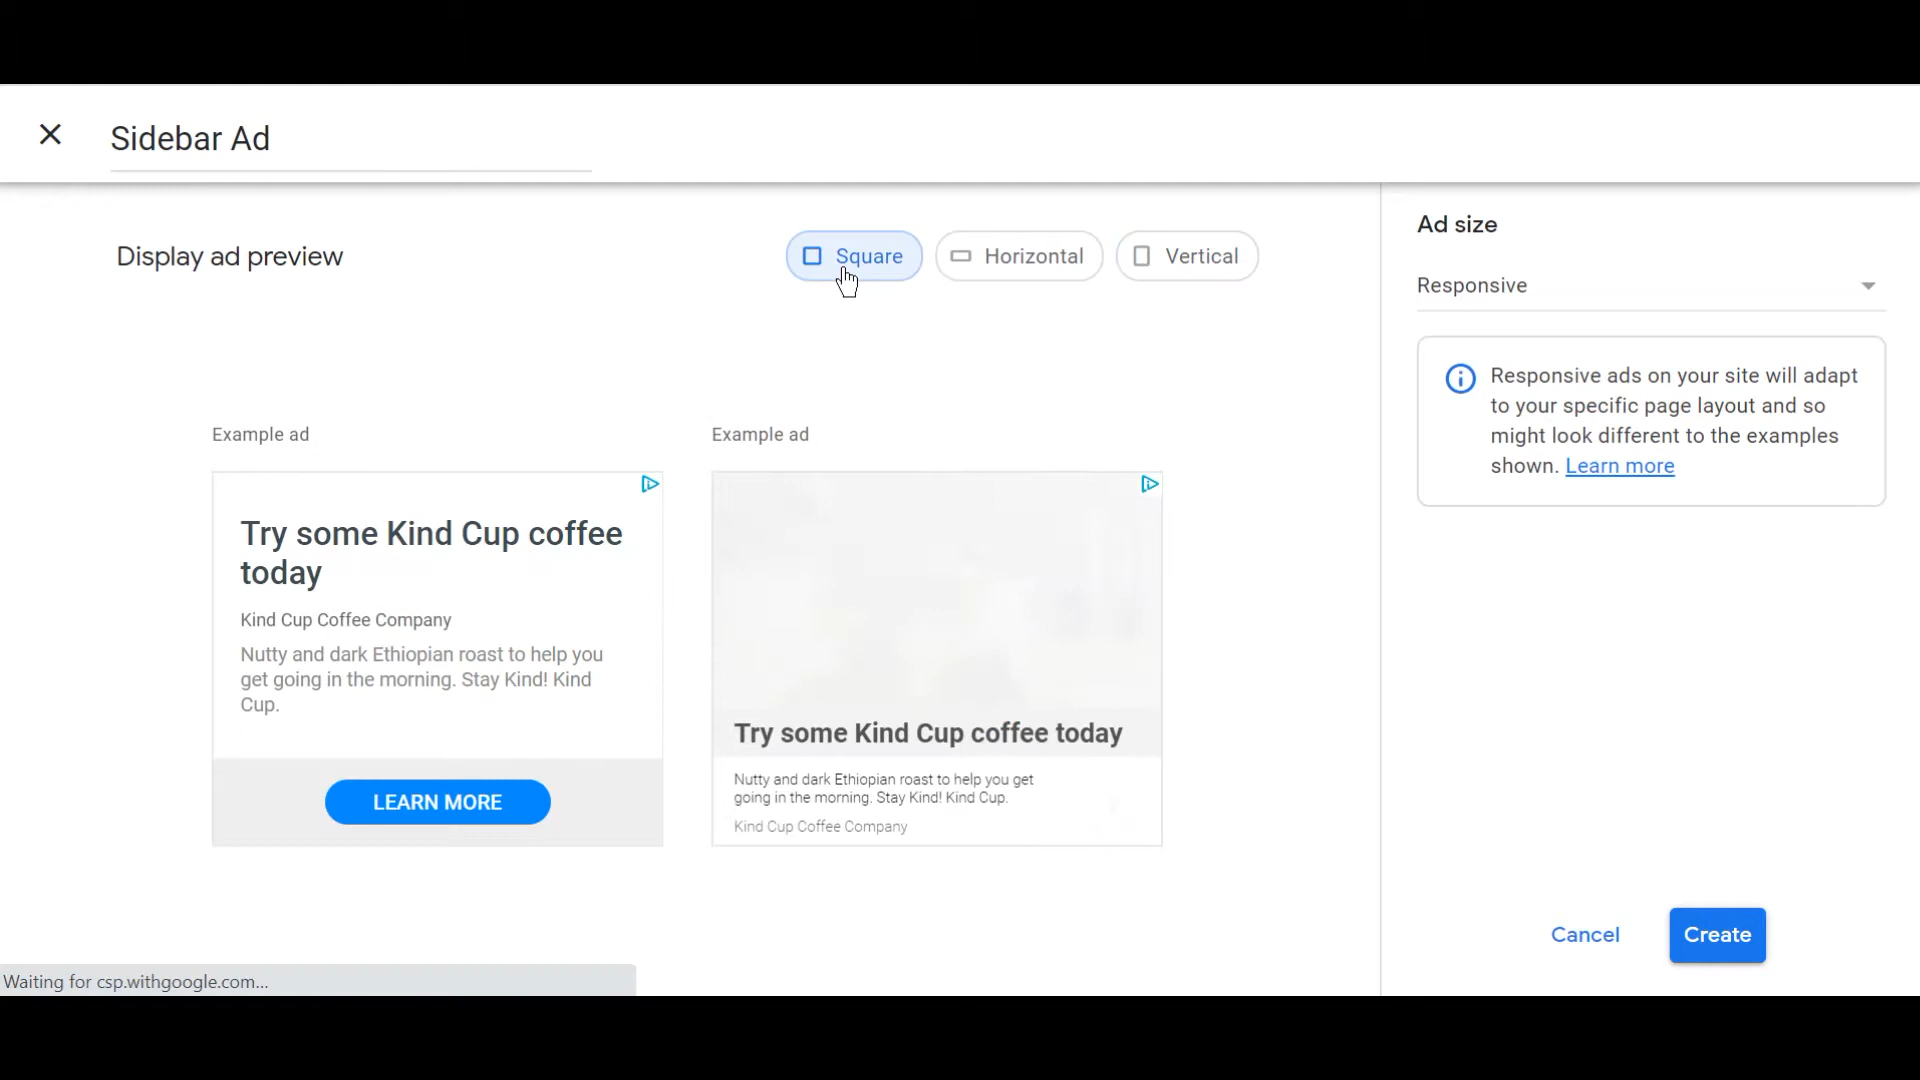 Sidebar Ad
Display ad preview
Square
Horizontal
Vertical
Example ad
Try some Kind Cup coffee
today
Kind Cup Coffee Company
Nutty and dark Ethiopian roast to help you
get going in the morning. Stay Kind! Kind
Cup.
LEARN MORE
Example ad
Try some Kind Cup coffee today
Nutty and dark Ethiopian roast to help you get
going in the morning. Stay Kind! Kind Cup.
Kind Cup Coffee Company
Ad size
Responsive
Responsive ads on your site will adapt
to your specific page layout and so
might look different to the examples
shown. Learn more
Cancel
Create
Waiting for csp.withgoogle.com...